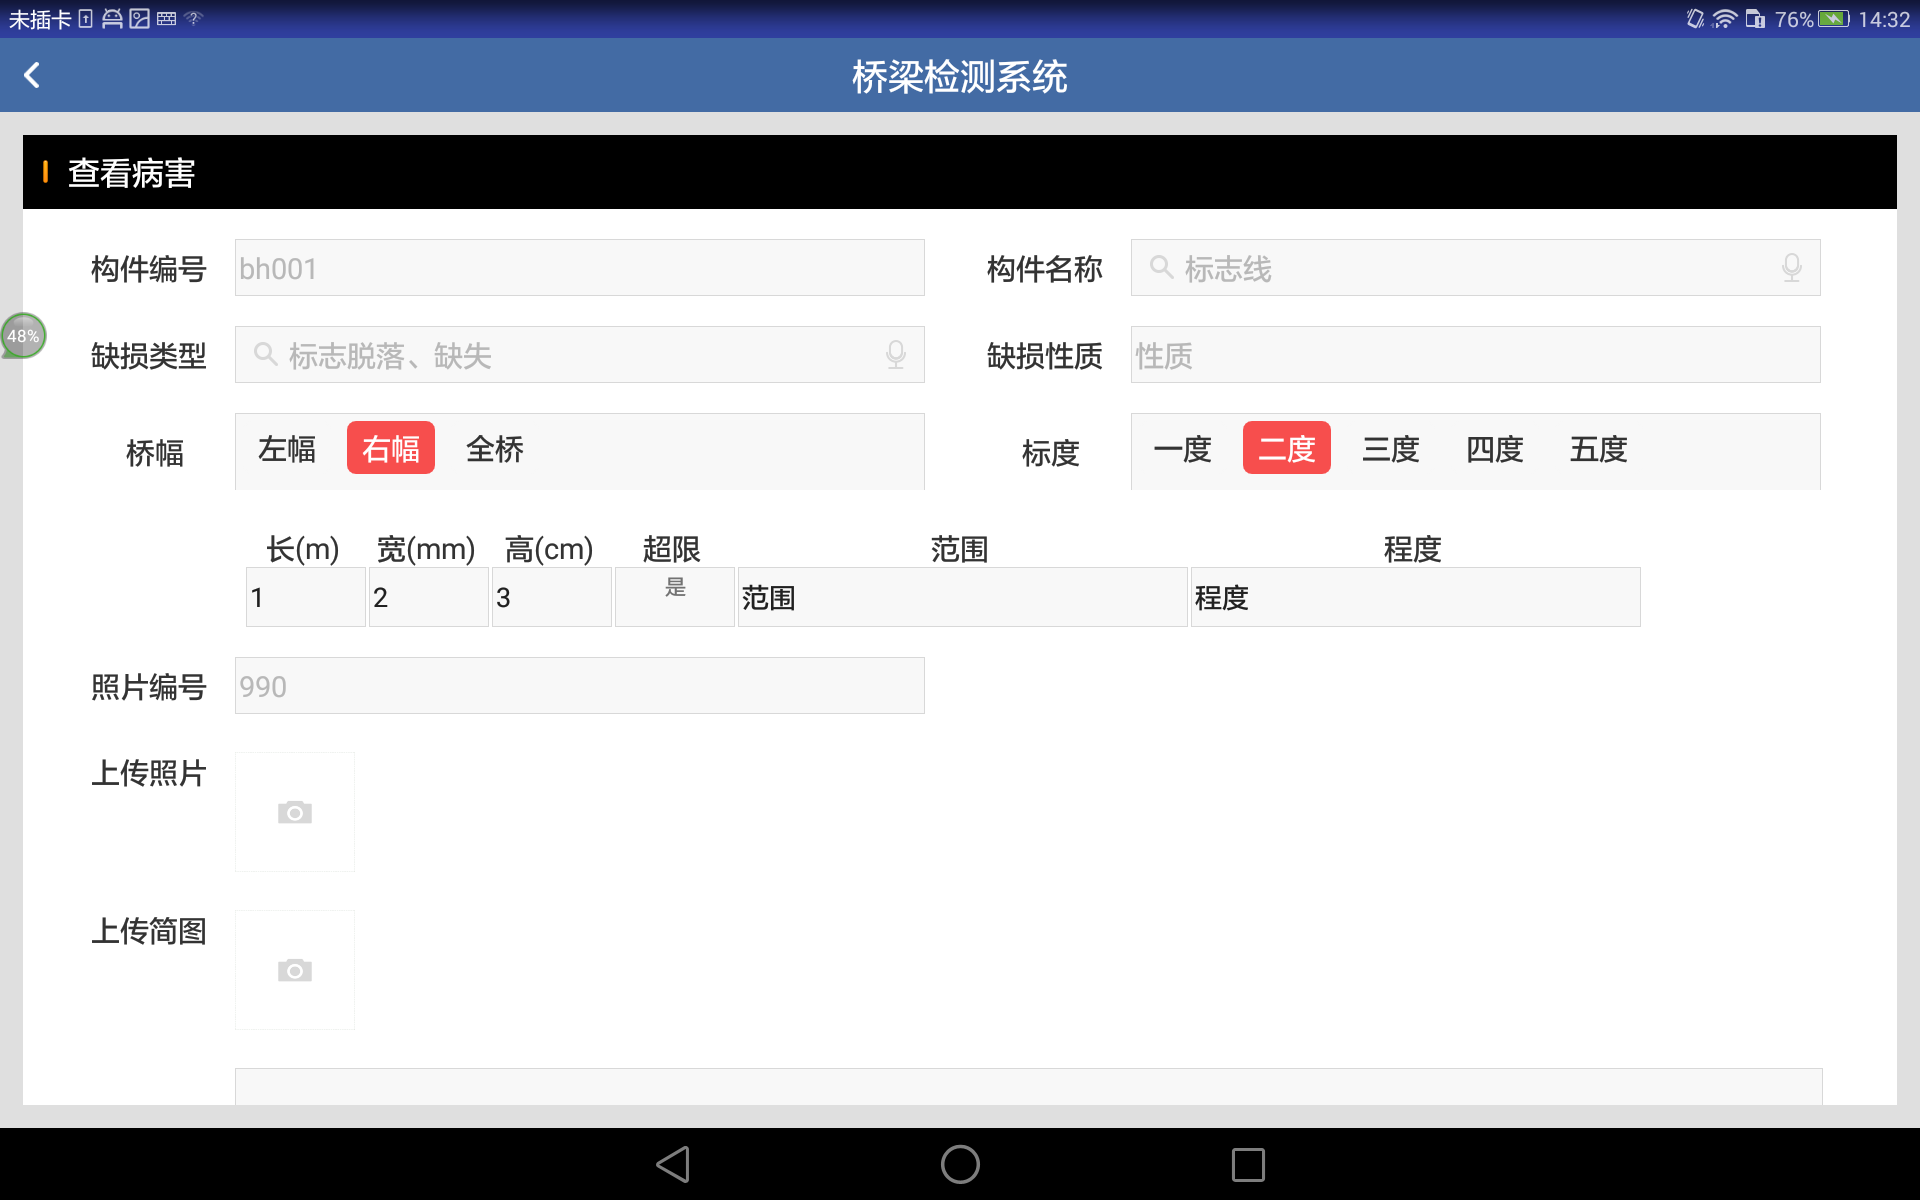 未插卡 76% 14:32
桥梁检测系统
查看病害
构件编号 bh001 构件名称 标志线
48%
缺损类型 标志脱落、缺失 缺损性质 性质
桥幅 左幅 右幅 全桥 标度 一度 二度 三度 四度 五度
长(m) 宽(mm) 高(cm) 超限 范围 程度
1 2 3 是 范围 程度
照片编号 990
上传照片
上传简图